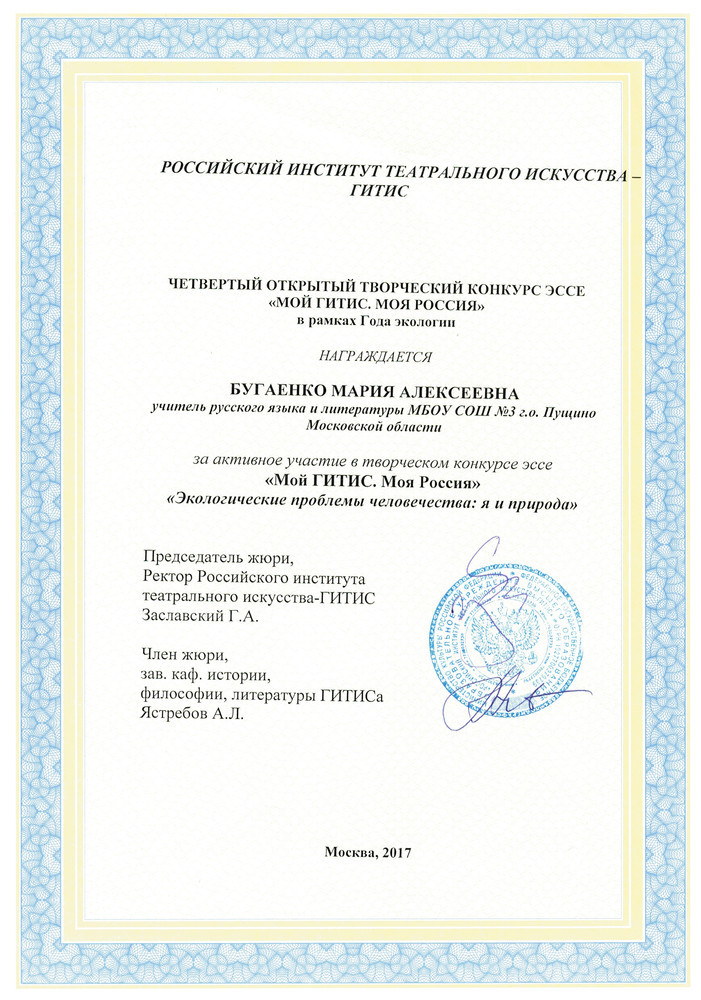 РОССИЙСКИЙ ИНСТИТУТ ТЕАТРАЛЬНОГО ИСКУССТВА –
ГИТИС
ЧЕТВЕРТЫЙ ОТКРЫТЫЙ ТВОРЧЕСКИЙ КОНКУРС ЭССЕ
«МОЙ ГИТИС. МОЯ РОССИЯ»
в рамках Года экологии
НАГРАЖДАЕТСЯ
БУГАЕНКО МАРИЯ АЛЕКСЕЕВНА
учитель русского языка и литературы МБОУ СОШ №3 г.о. Пущино
Московской области
за активное участие в творческом конкурсе эссе
«Мой ГИТИС. Моя Россия»
«Экологические проблемы человечества: я и природа»
Председатель жюри,
Ректор Российского института
театрального искусства-ГИТИС
Заславский Г.А.
Член жюри,
зав. каф. истории,
философии, литературы ГИТИСа
Ястребов А.Л.
Москва, 2017